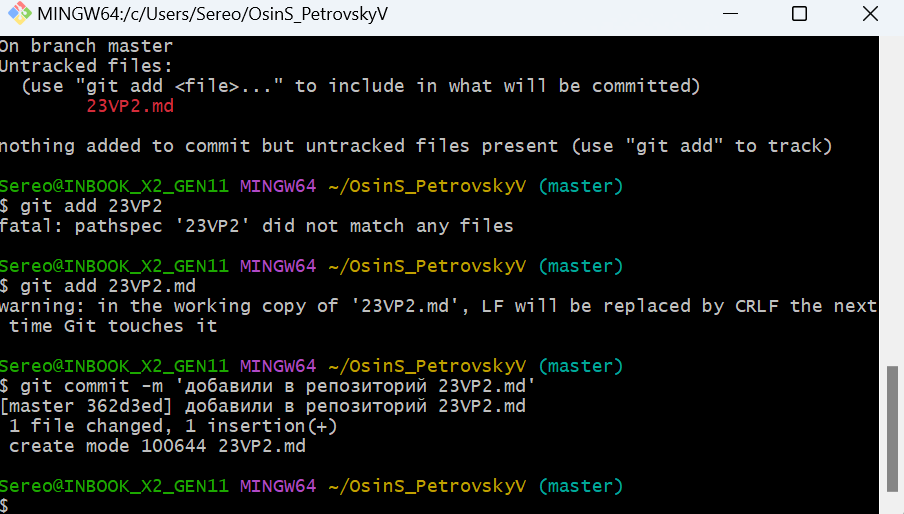 MINGW64:/c/Users/Sereo/OsinS_PetrovskyV
On branch master
Untracked files:
  (use "git add <file>..." to include in what will be committed)
        23VP2.md
nothing added to commit but untracked files present (use "git add" to track)
Sereo@INBOOK_X2_GEN11 MINGW64 ~/OsinS_PetrovskyV (master)
$ git add 23VP2
fatal: pathspec '23VP2' did not match any files
Sereo@INBOOK_X2_GEN11 MINGW64 ~/OsinS_PetrovskyV (master)
$ git add 23VP2.md
warning: in the working copy of '23VP2.md', LF will be replaced by CRLF the next
 time Git touches it
Sereo@INBOOK_X2_GEN11 MINGW64 ~/OsinS_PetrovskyV (master)
$ git commit -m 'добавили в репозиторий 23VP2.md'
[master 362d3ed] добавили в репозиторий 23VP2.md
 1 file changed, 1 insertion(+)
 create mode 100644 23VP2.md
Sereo@INBOOK_X2_GEN11 MINGW64 ~/OsinS_PetrovskyV (master)
$